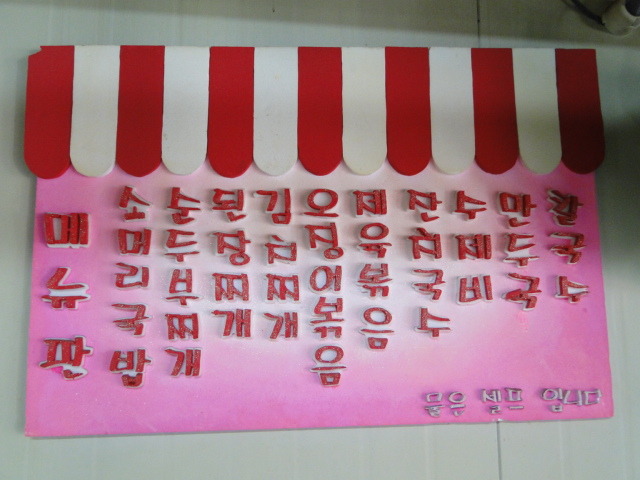 메뉴판
소머리국밥
순두부찌개
된장찌개
김치찌개
오징어볶음
제육볶음
잔치국수
수제비
만두국
칼국수
물은 셀프 입니다